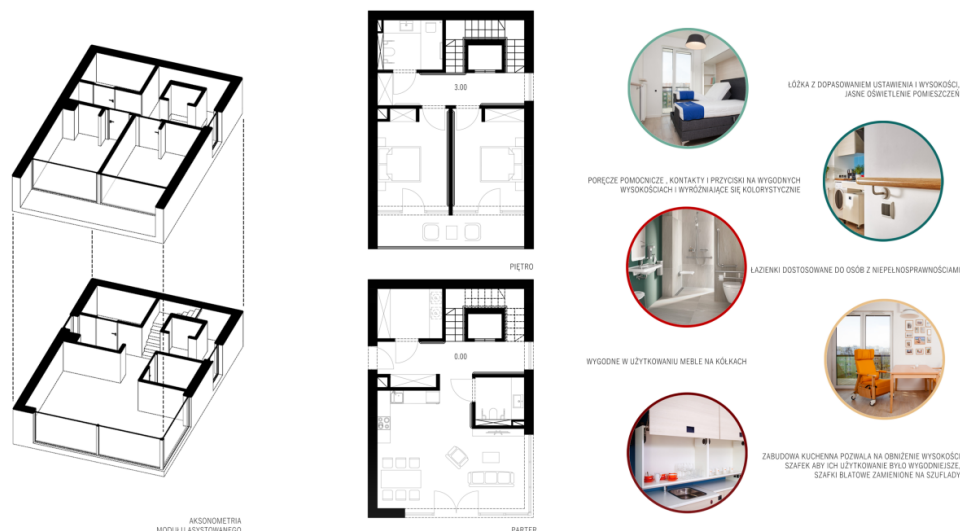 3.00
PIĘTRO
0.00
PARTER
AKSONOMETRIA
MODUŁU ASYSTOWANEGO
ŁÓŻKA Z DOPASOWANIEM USTAWIENIA I WYSOKOŚCI,
JASNE OŚWIETLENIE POMIESZCZEŃ
PORĘCZE POMOCNICZE , KONTAKTY I PRZYCISKI NA WYGODNYCH
WYSOKOŚCIACH I WYRÓŻNIAJĄCE SIĘ KOLORYSTYCZNIE
ŁAZIENKI DOSTOSOWANE DO OSÓB Z NIEPEŁNOSPRAWNOŚCIAMI
WYGODNE W UŻYTKOWANIU MEBLE NA KÓŁKACH
ZABUDOWA KUCHENNA POZWALA NA OBNIŻENIE WYSOKOŚCI
SZAFEK ABY ICH UŻYTKOWANIE BYŁO WYGODNIEJSZE,
SZAFKI BLATOWE ZAMIENIONE NA SZUFLADY